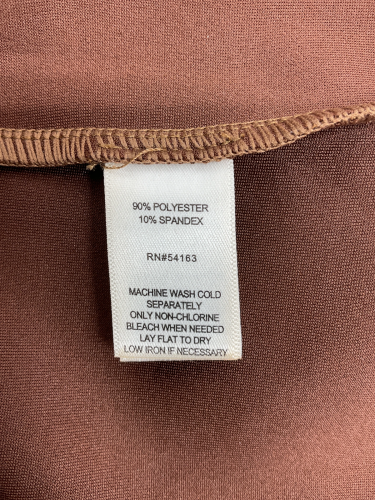 90% POLYESTER
10% SPANDEX
RN#54163
MACHINE WASH COLD
SEPARATELY
ONLY NON-CHLORINE
BLEACH WHEN NEEDED
LAY FLAT TO DRY
LOW IRON IF NECESSARY